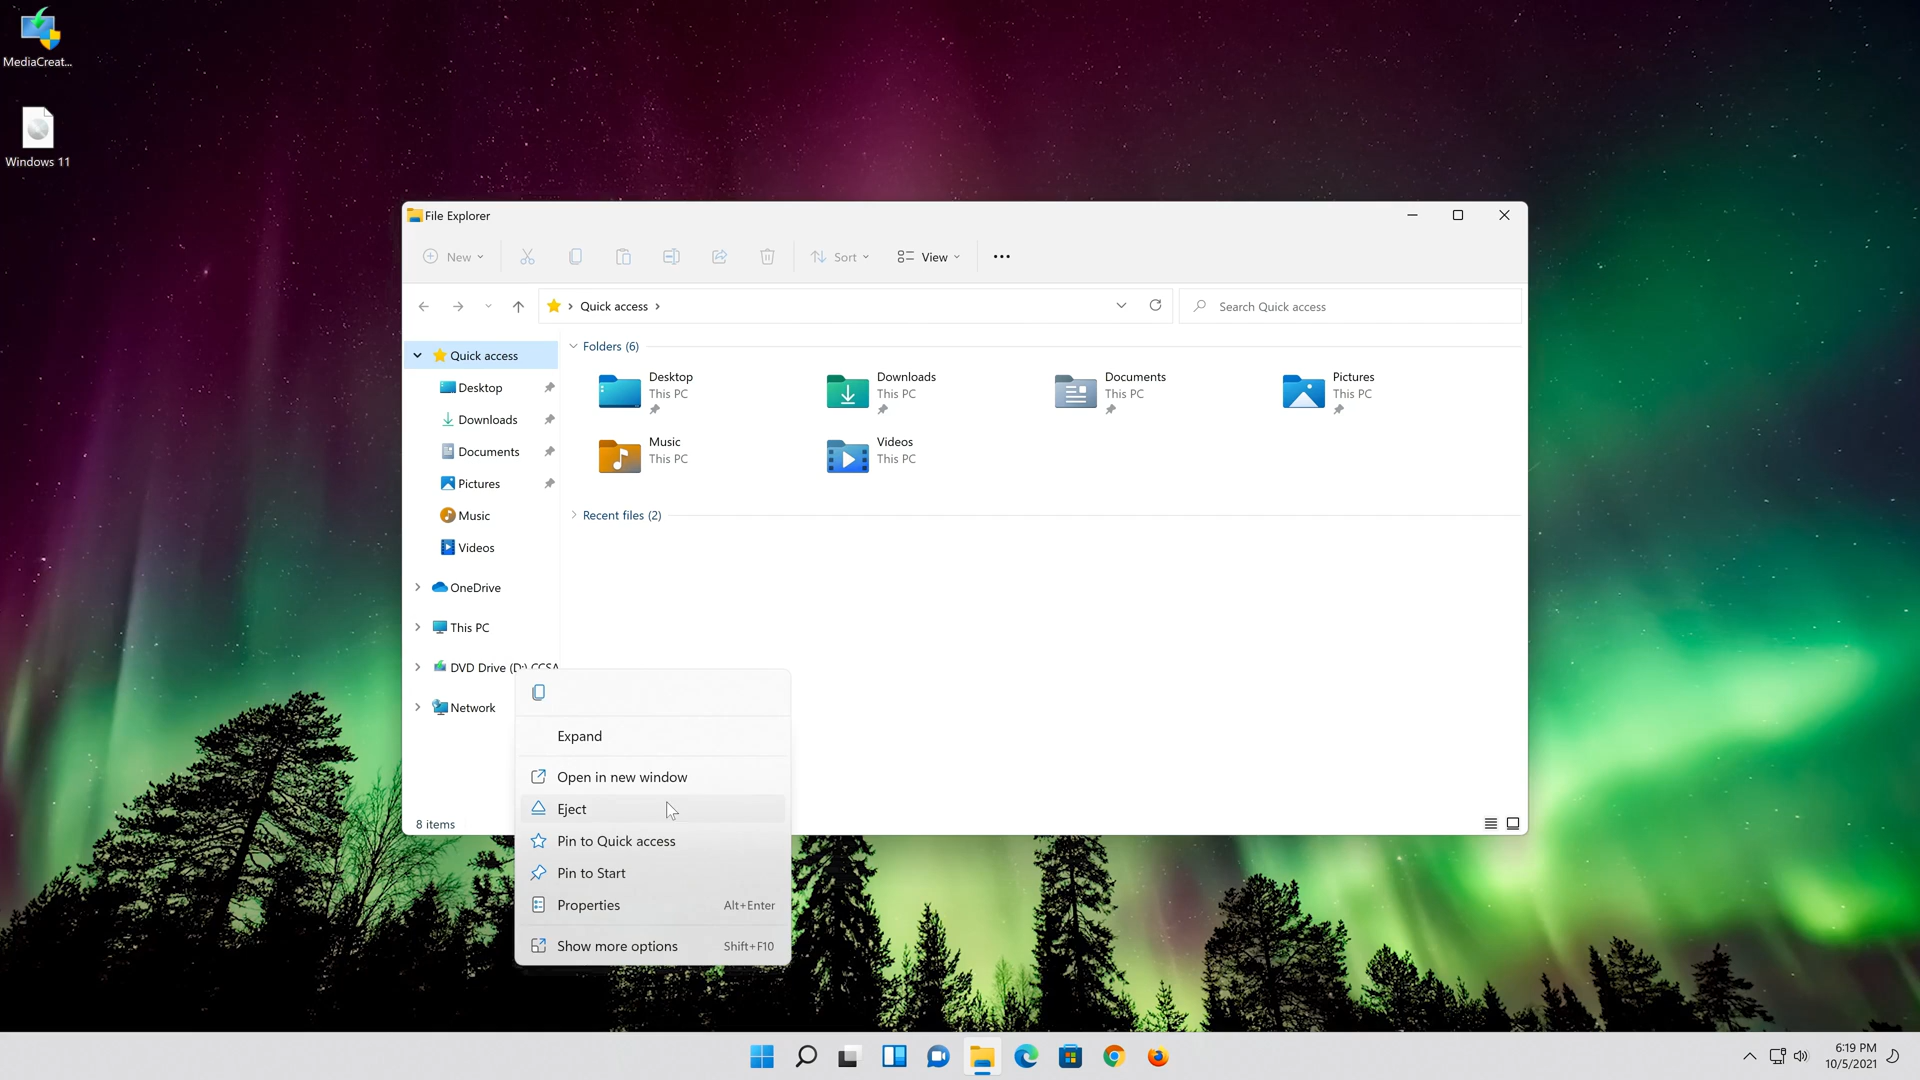 MediaCreat...
Windows 11
File Explorer
New
Sort
View
Quick access
Search Quick access
Quick access
Desktop
Downloads
Documents
Pictures
Music
Videos
OneDrive
This PC
DVD Drive (D:) CCSA
Network
Folders (6)
Desktop
This PC
Downloads
This PC
Documents
This PC
Pictures
This PC
Music
This PC
Videos
This PC
Recent files (2)
8 items
Expand
Open in new window
Eject
Pin to Quick access
Pin to Start
Properties Alt+Enter
Show more options Shift+F10
6:19 PM
10/5/2021